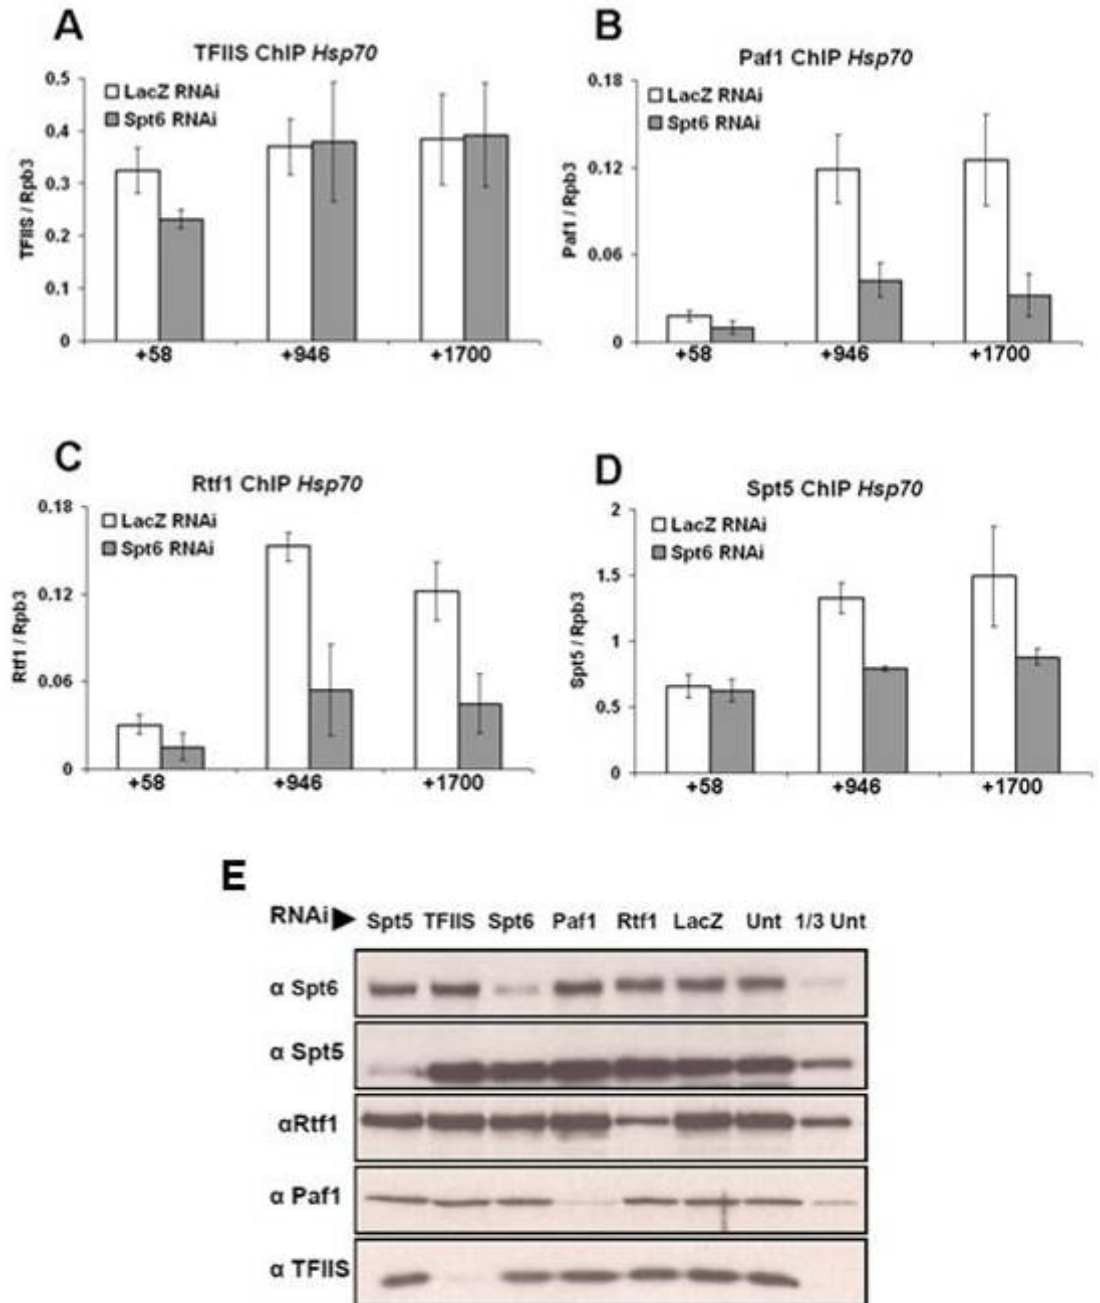 A
TFIIS ChIP Hsp70
0.5
0.4
0.3
0.2
0.1
0
TFIIS / Rpb3
LacZ RNAi
Spt6 RNAi
+58 +946 +1700
B
Paf1 ChIP Hsp70
0.18
0.12
0.06
0
Paf1 / Rpb3
LacZ RNAi
Spt6 RNAi
+58 +946 +1700
C
Rtf1 ChIP Hsp70
0.18
0.12
0.06
0
Rtf1 / Rpb3
LacZ RNAi
Spt6 RNAi
+58 +946 +1700
D
Spt5 ChIP Hsp70
2
1.5
1
0.5
0
Spt5 / Rpb3
LacZ RNAi
Spt6 RNAi
+58 +946 +1700
E
RNAi Spt5 TFIIS Spt6 Paf1 Rtf1 LacZ Unt 1/3 Unt
α Spt6
α Spt5
αRtf1
α Paf1
α TFIIS